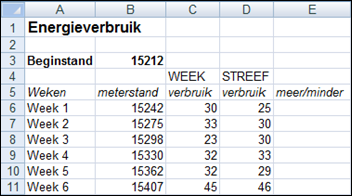 A B C D E
1 Energieverbruik
2
3 Beginstand 15212
4 WEEK STREEF
5 Weken meterstand verbruik verbruik meer/minder
6 Week 1 15242 30 25
7 Week 2 15275 33 30
8 Week 3 15298 23 30
9 Week 4 15330 32 33
10 Week 5 15362 32 29
11 Week 6 15407 45 46